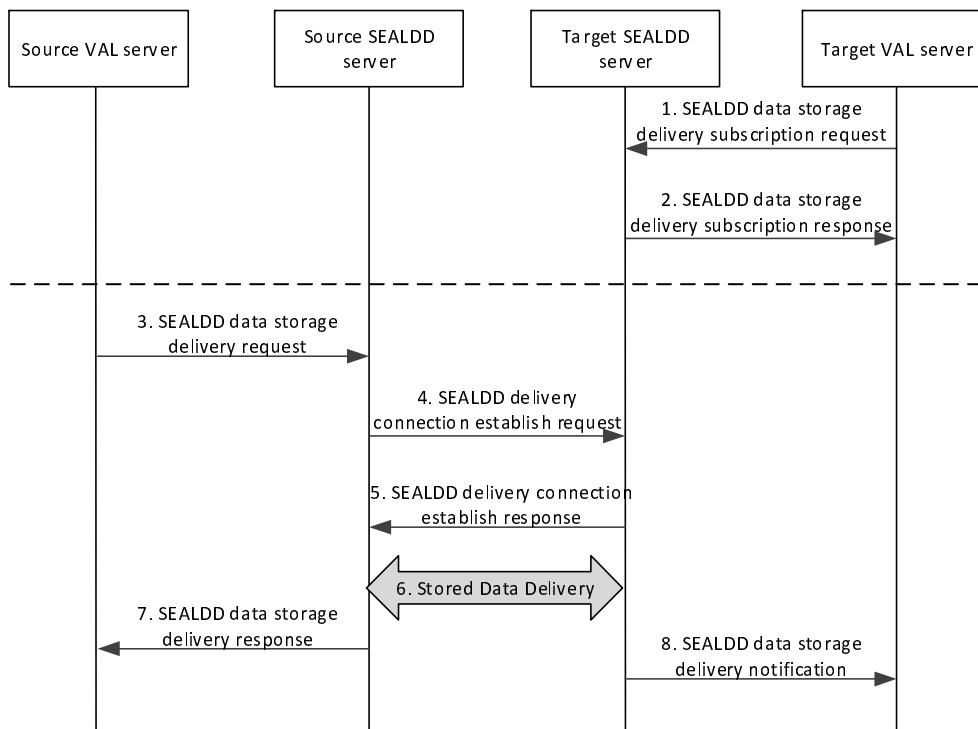 Source VAL server
Source SEALDD
server
Target SEALDD
server
Target VAL server
1. SEALDD data storage
delivery subscription request
2. SEALDD data storage
delivery subscription response
3. SEALDD data storage
delivery request
4. SEALDD delivery
connection establish request
5. SEALDD delivery connection
establish response
6. Stored Data Delivery
7. SEALDD data storage
delivery response
8. SEALDD data storage
delivery notification